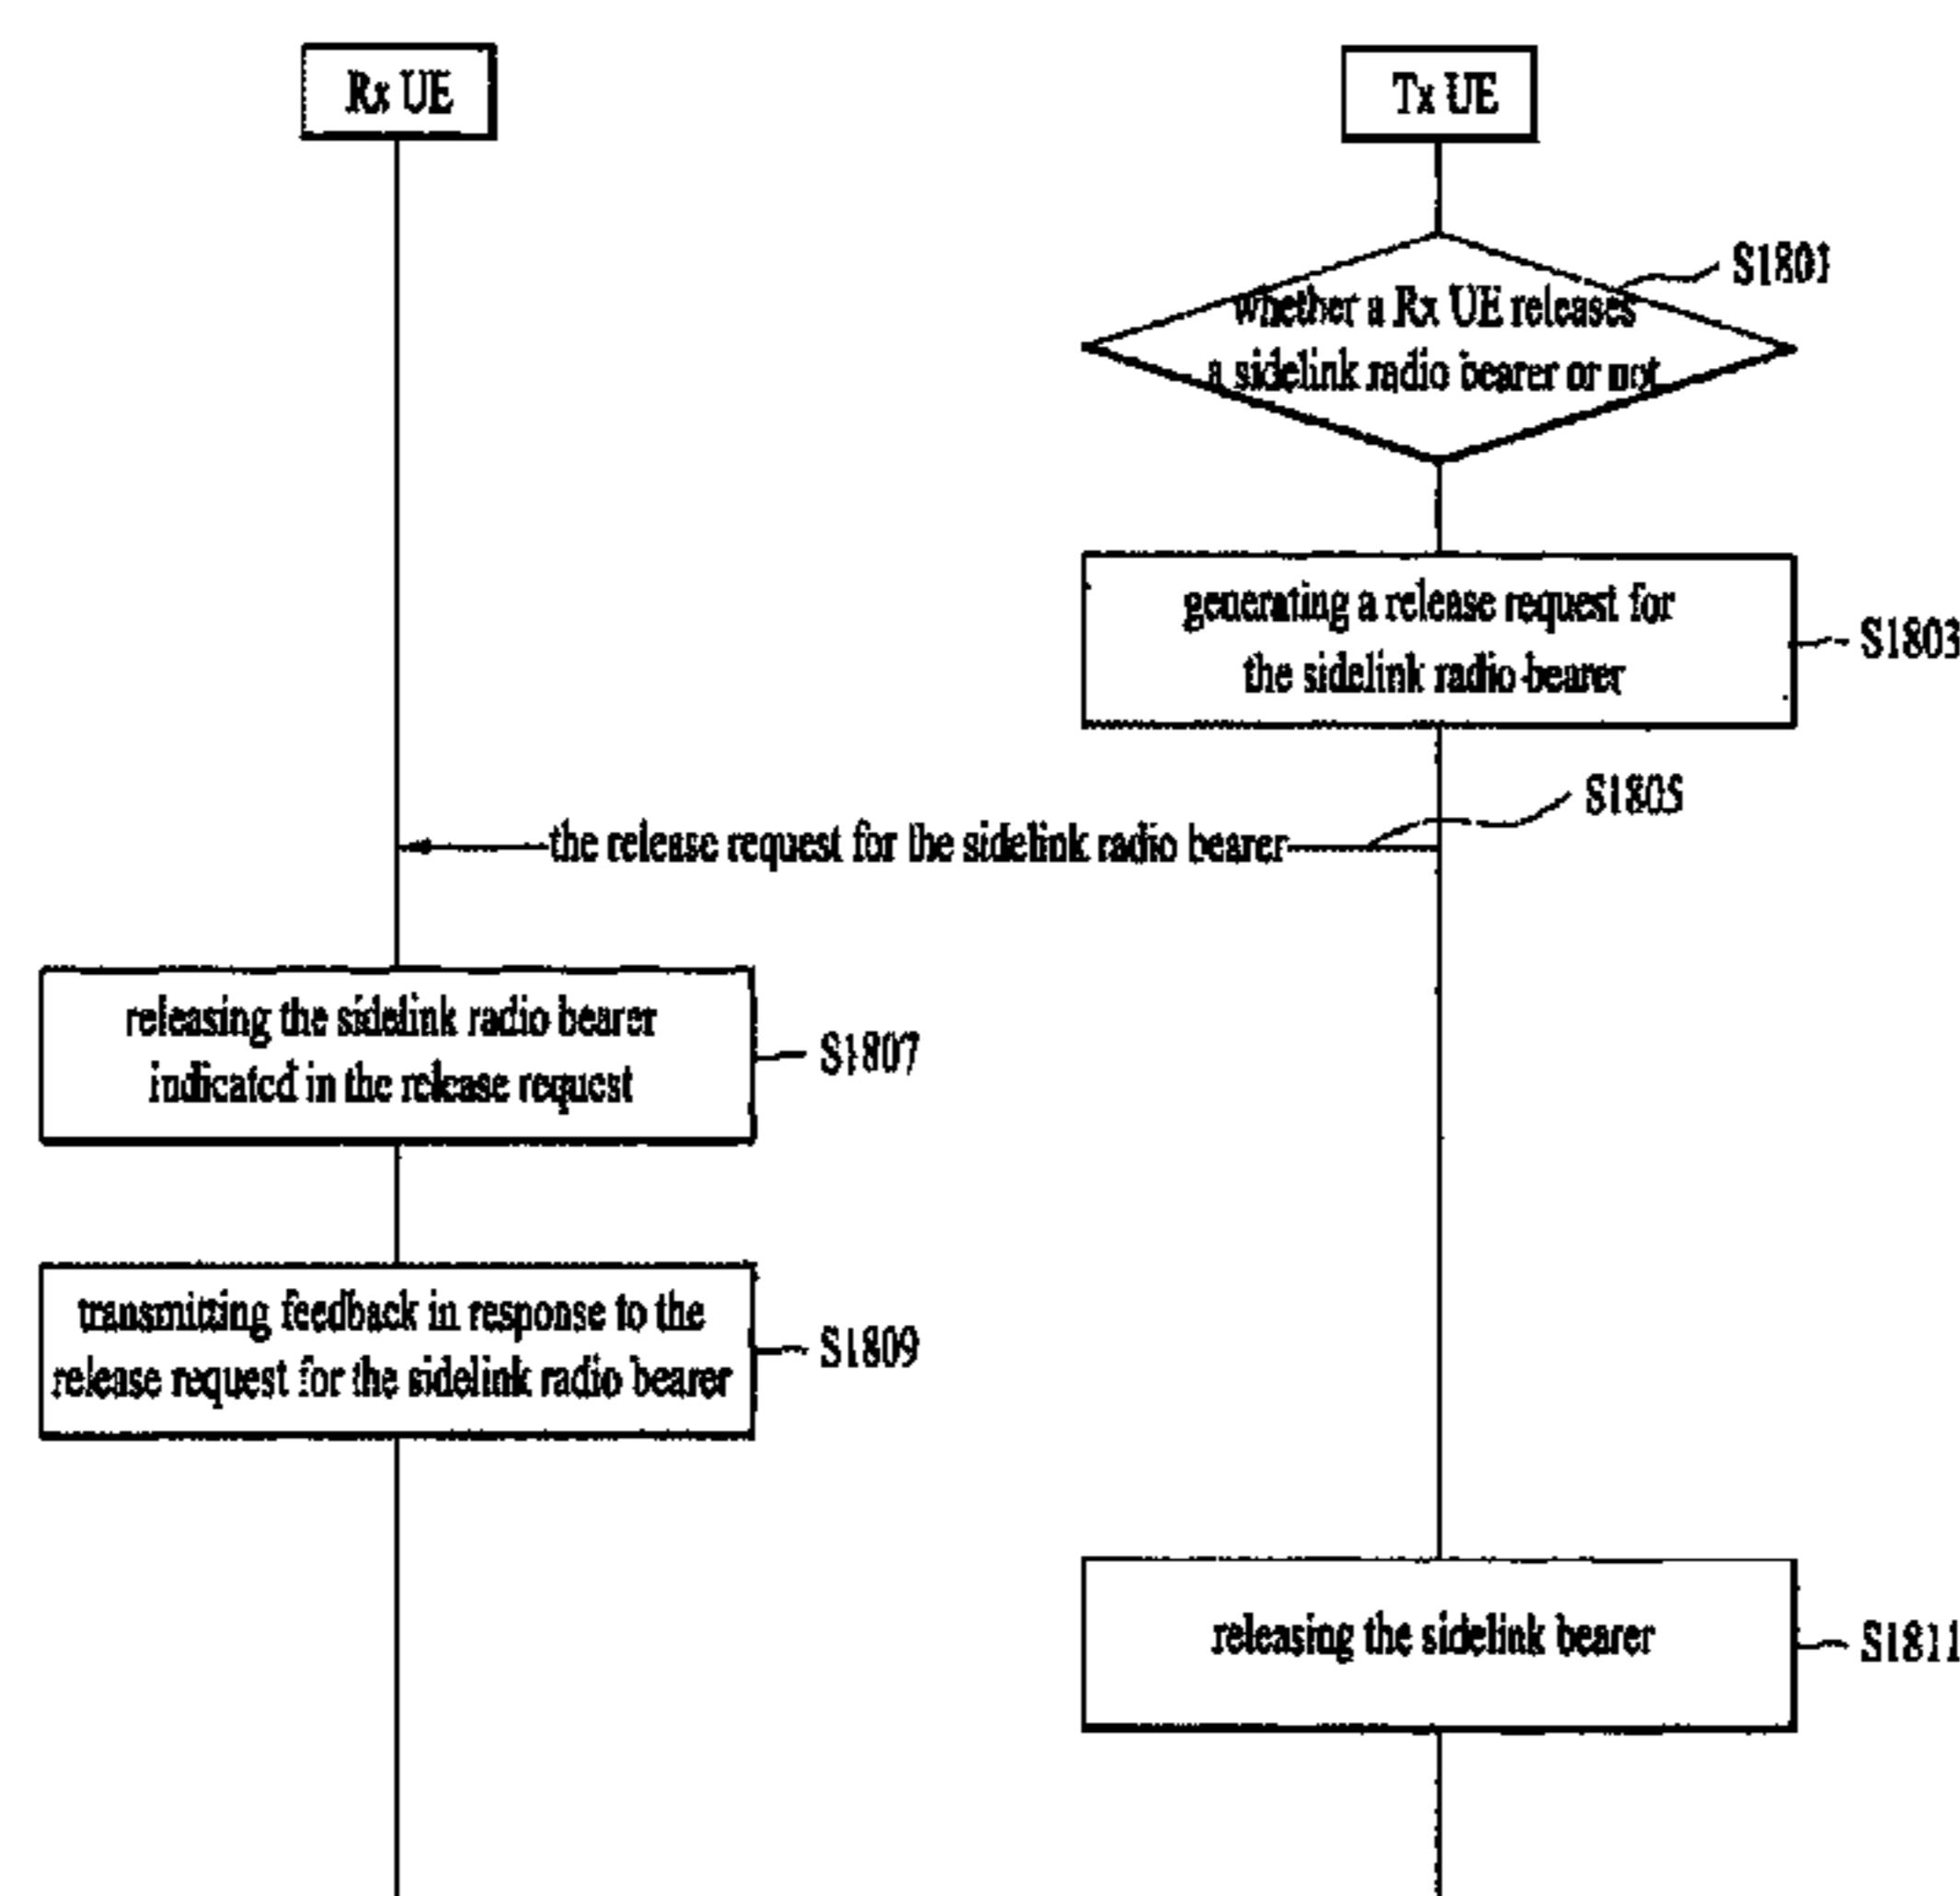 Rx UE
Tx UE
S1801
whether a Rx UE releases
a sidelink radio bearer or not
generating a release request for
the sidelink radio bearer
S1803
S1805
the release request for the sidelink radio bearer
releasing the sidelink radio bearer
indicated in the release request
S1807
transmitting feedback in response to the
release request for the sidelink radio bearer
S1809
releasing the sidelink bearer
S1811